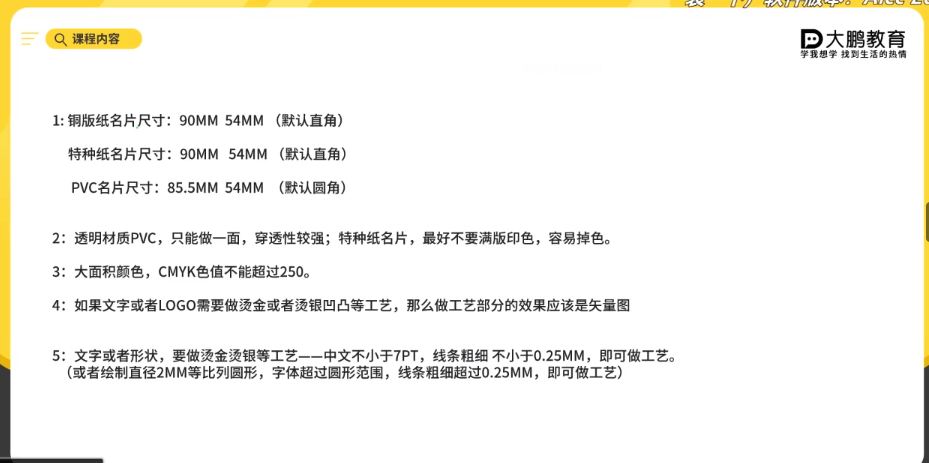 课程内容
大鹏教育
学我想学 找到生活的热情
1: 铜版纸名片尺寸：90MM 54MM （默认直角）
特种纸名片尺寸：90MM 54MM （默认直角）
PVC名片尺寸：85.5MM 54MM （默认圆角）
2：透明材质PVC，只能做一面，穿透性较强；特种纸名片，最好不要满版印色，容易掉色。
3：大面积颜色，CMYK色值不能超过250。
4：如果文字或者LOGO需要做烫金或者烫银凹凸等工艺，那么做工艺部分的效果应该是矢量图
5：文字或者形状，要做烫金烫银等工艺——中文不小于7PT，线条粗细 不小于0.25MM，即可做工艺。
（或者绘制直径2MM等比列圆形，字体超过圆形范围，线条粗细超过0.25MM，即可做工艺）